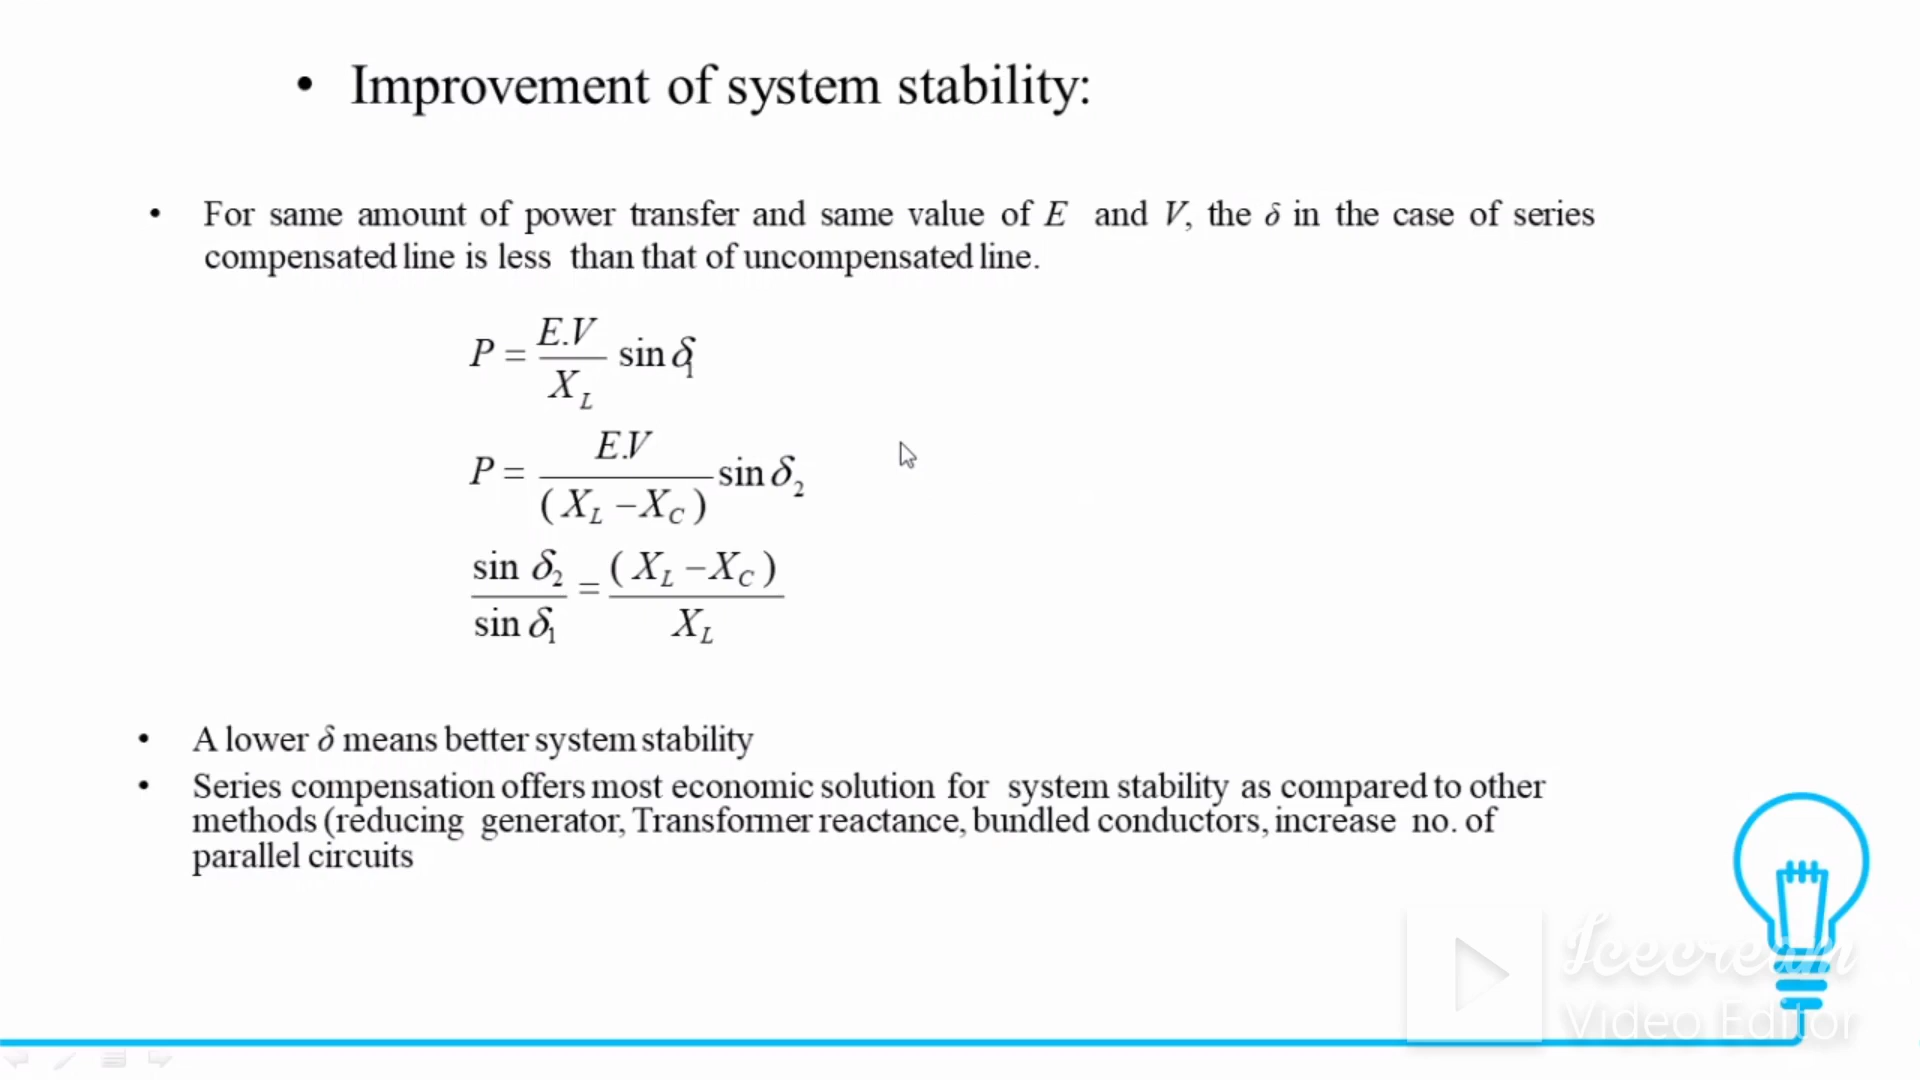 • Improvement of system stability:
• For same amount of power transfer and same value of E and V, the δ in the case of series
compensated line is less than that of uncompensated line.
P = E.V / X_L sin δ_1
P = E.V / (X_L − X_C) sin δ_2
sin δ_2 / sin δ_1 = (X_L − X_C) / X_L
• A lower δ means better system stability
• Series compensation offers most economic solution for system stability as compared to other
methods (reducing generator, Transformer reactance, bundled conductors, increase no. of
parallel circuits
Icecream
Video Editor